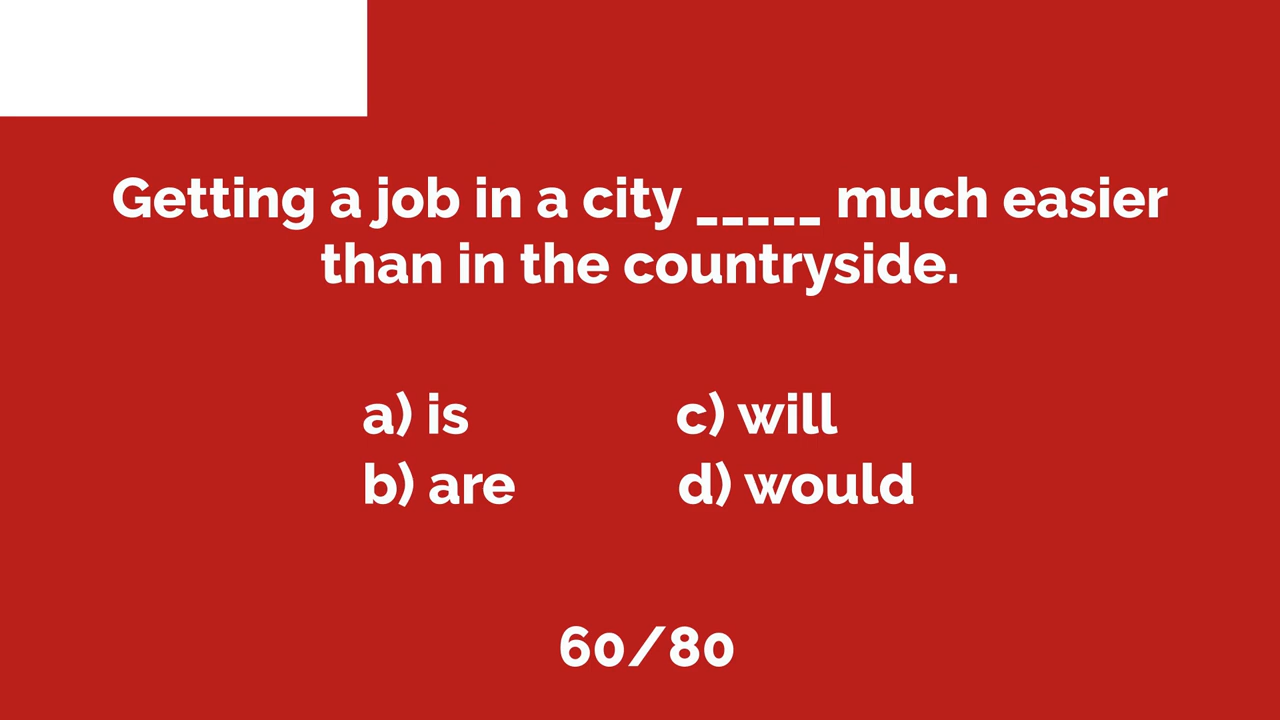 Getting a job in a city _____ much easier
than in the countryside.
a) is
c) will
b) are
d) would
60/80